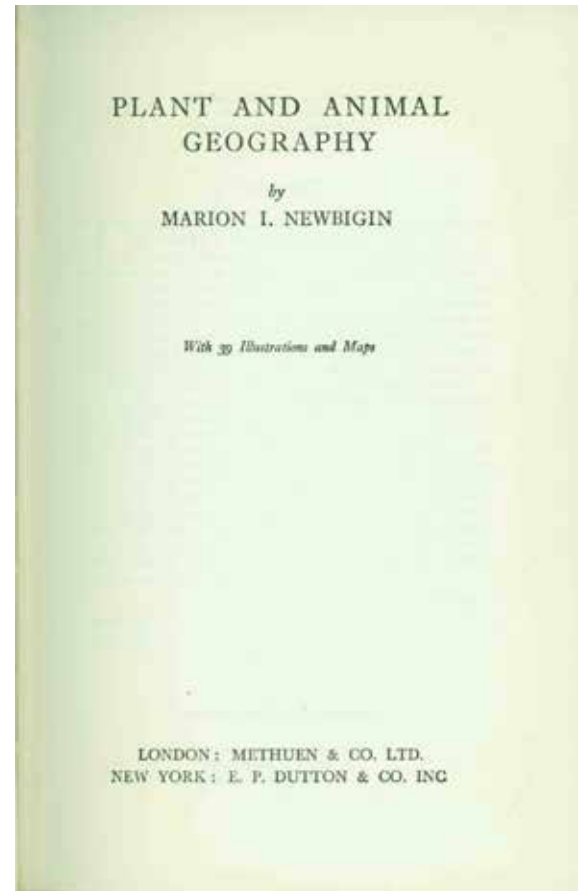 PLANT AND ANIMAL
GEOGRAPHY
by
MARION I. NEWBIGIN
With 39 Illustrations and Maps
LONDON: METHUEN & CO. LTD.
NEW YORK: E. P. DUTTON & CO. INC